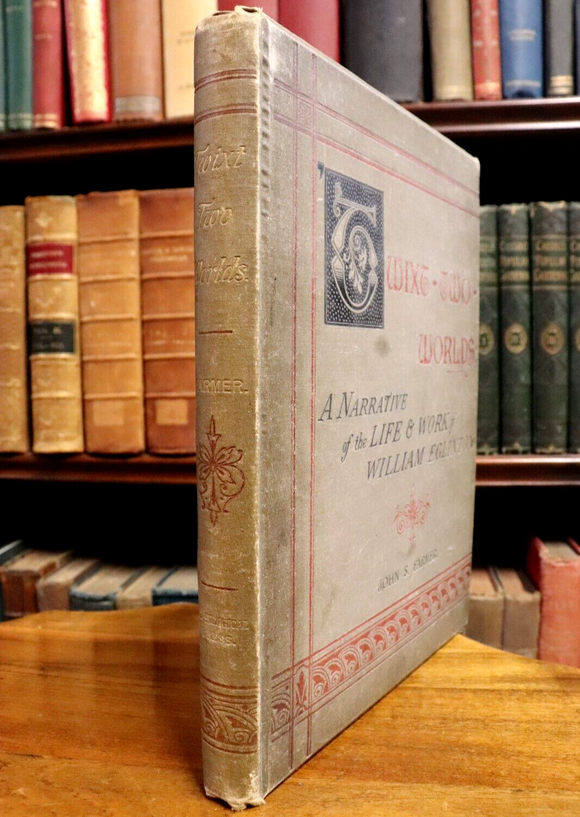 'Twixt
Two
Worlds.
FARMER.
'TWIXT · TWO ·
WORLDS
A NARRATIVE
of the LIFE & WORK of
WILLIAM EGLINTON
JOHN S. FARMER